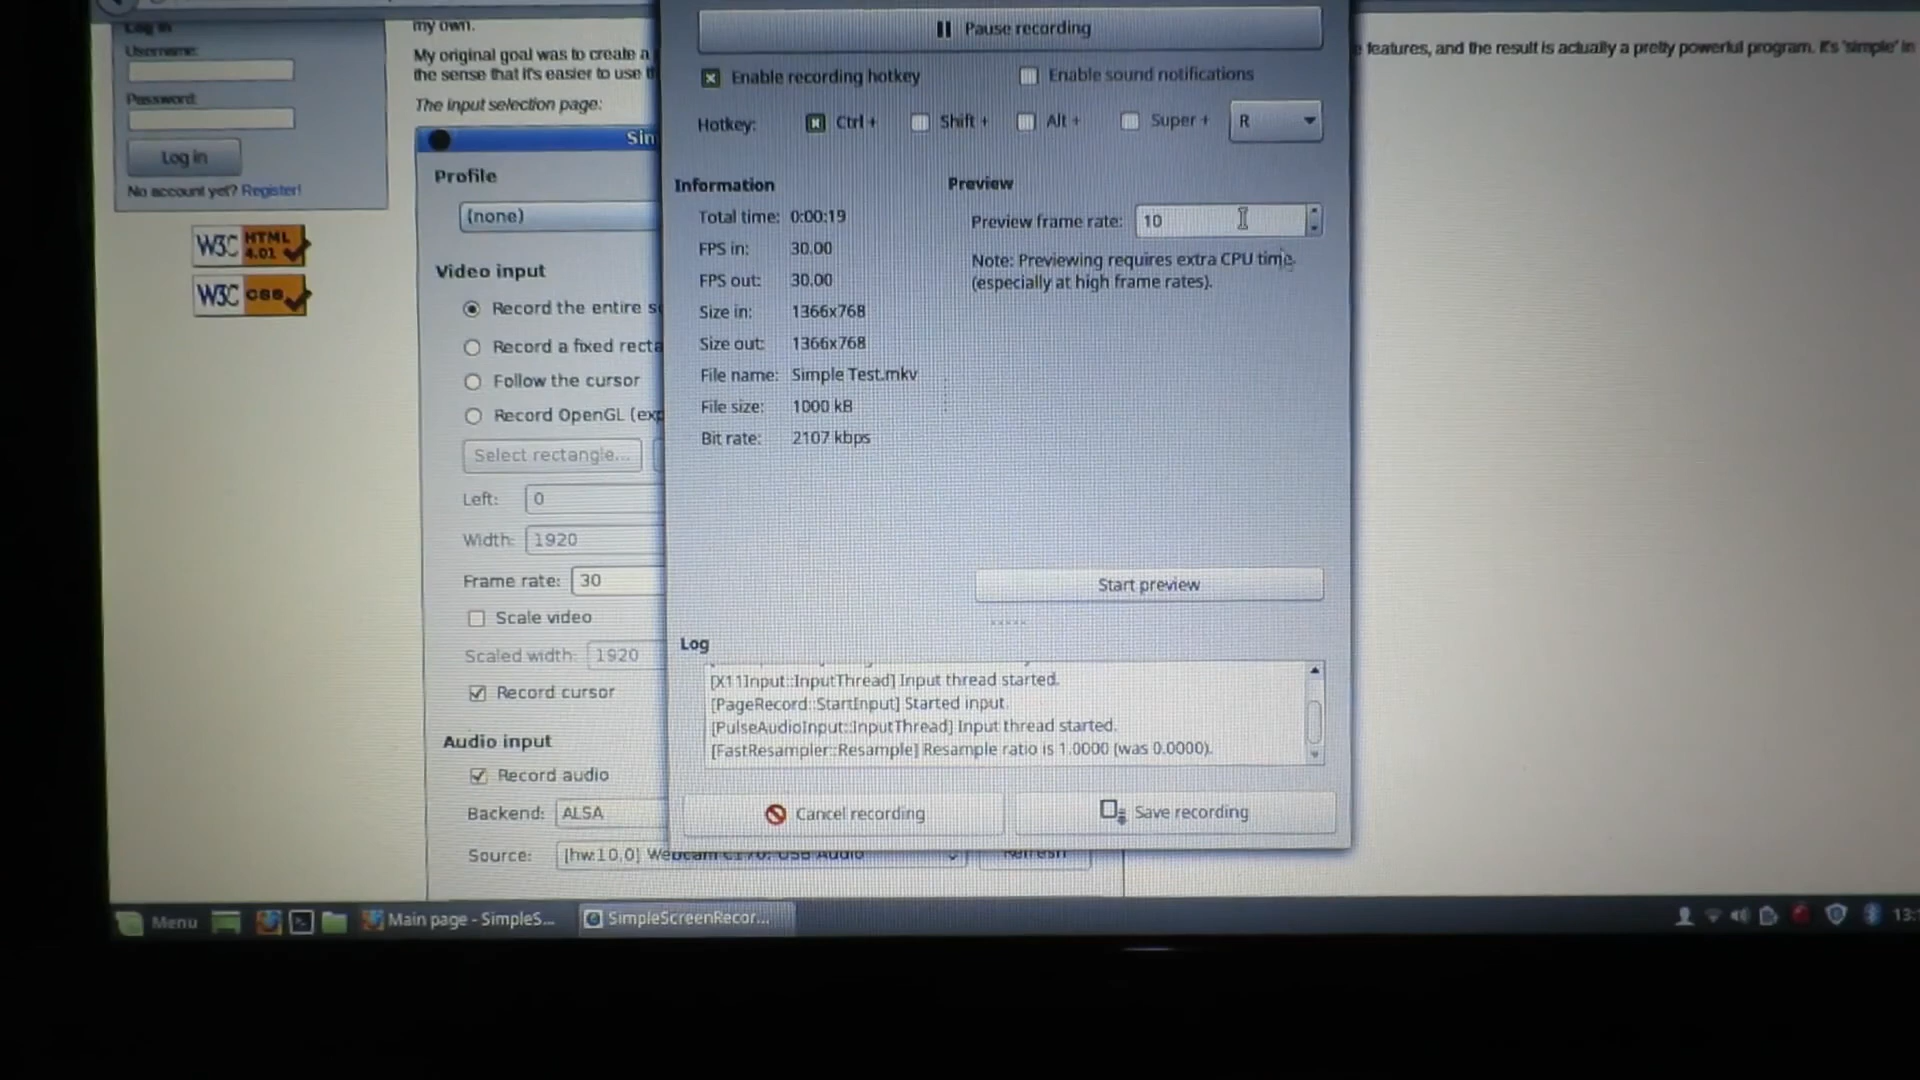 Log in
Username:
Password:
Log in
No account yet? Register!
W3C HTML 4.01
W3C css
my own.
My original goal was to create a
the sense that it's easier to use
The input selection page:
features, and the result is actually a pretty powerful program. It's 'simple' in
Sim
Profile
(none)
Video input
Record the entire
Record a fixed
Follow the cursor
Record OpenGL
Select rectangle...
Left: 0
Width: 1920
Frame rate: 30
Scale video
Scaled width: 1920
Record cursor
Audio input
Record audio
Backend: ALSA
Source: [hw:10,0] Webcam C170: USB Audio
Refresh
Pause recording
Enable recording hotkey
Enable sound notifications
Hotkey: Ctrl + Shift + Alt + Super + R
Information
Total time: 0:00:19
FPS in: 30.00
FPS out: 30.00
Size in: 1366x768
Size out: 1366x768
File name: Simple Test.mkv
File size: 1000 kB
Bit rate: 2107 kbps
Preview
Preview frame rate: 10
Note: Previewing requires extra CPU time
(especially at high frame rates).
Start preview
Log
[X11Input::InputThread] Input thread started.
[PageRecord::StartInput] Started input.
[PulseAudioInput::InputThread] Input thread started.
[FastResampler::Resample] Resample ratio is 1.0000 (was 0.0000).
Cancel recording
Save recording
Menu
Main page - SimpleS...
SimpleScreenRecor...
13: